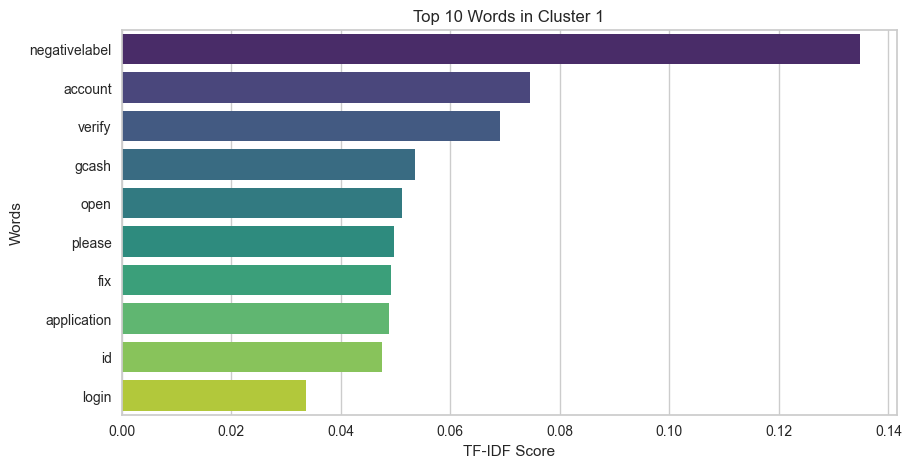 Top 10 Words in Cluster 1
Words
negativelabel
account
verify
gcash
open
please
fix
application
id
login
0.00 0.02 0.04 0.06 0.08 0.10 0.12 0.14
TF-IDF Score